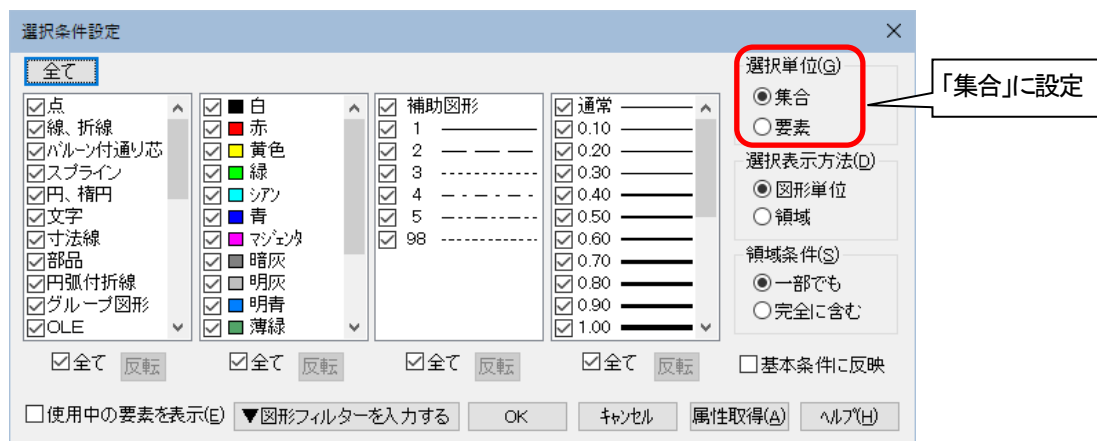 選択条件設定
全て
点
線、折線
バルーン付通り芯
スプライン
円、楕円
文字
寸法線
部品
円弧付折線
グループ図形
OLE
全て 反転
白
赤
黄色
緑
シアン
青
マジェンタ
暗灰
明灰
明青
薄緑
全て 反転
補助図形
1
2
3
4
5
98
全て 反転
通常
0.10
0.20
0.30
0.40
0.50
0.60
0.70
0.80
0.90
1.00
全て 反転
選択単位(G)
集合
要素
「集合」に設定
選択表示方法(D)
図形単位
領域
領域条件(S)
一部でも
完全に含む
基本条件に反映
使用中の要素を表示(E) ▼図形フィルターを入力する OK キャンセル 属性取得(A) ヘルプ(H)